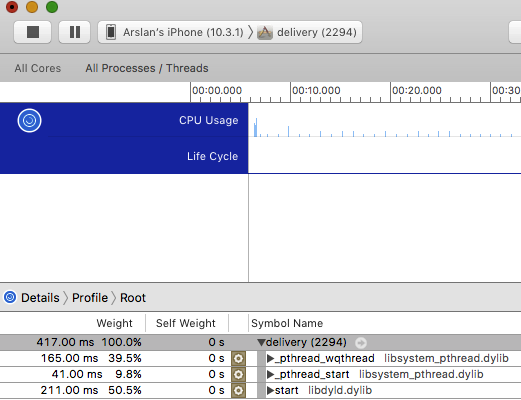 Arslan's iPhone (10.3.1) 〉 delivery (2294)
All Cores All Processes / Threads
00:00.000 00:10.000 00:20.000 00:30
CPU Usage
Life Cycle
Details 〉 Profile 〉 Root
Weight Self Weight Symbol Name
417.00 ms 100.0% 0 s delivery (2294)
165.00 ms 39.5% 0 s _pthread_wqthread libsystem_pthread.dylib
41.00 ms 9.8% 0 s _pthread_start libsystem_pthread.dylib
211.00 ms 50.5% 0 s start libdyld.dylib